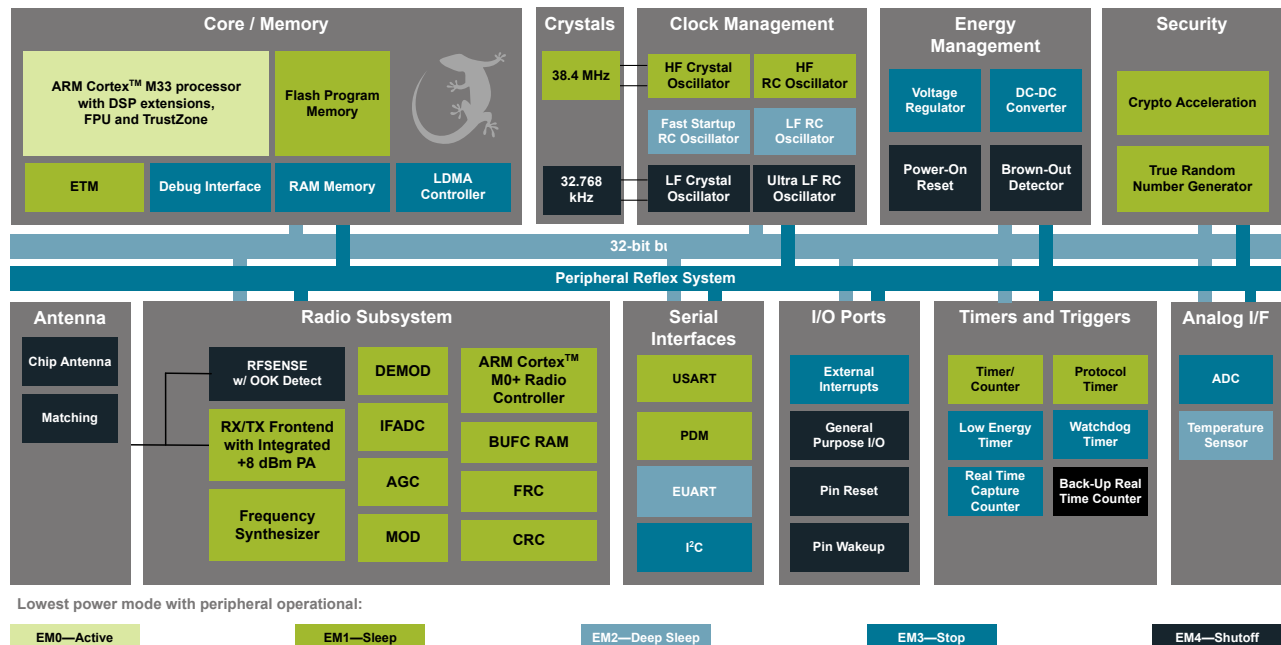 Core / Memory
ARM Cortex™ M33 processor
with DSP extensions,
FPU and TrustZone
Flash Program
Memory
ETM
Debug Interface
RAM Memory
LDMA
Controller
Crystals
38.4 MHz
32.768
kHz
Clock Management
HF Crystal
Oscillator
HF
RC Oscillator
Fast Startup
RC Oscillator
LF RC
Oscillator
LF Crystal
Oscillator
Ultra LF RC
Oscillator
Energy
Management
Voltage
Regulator
DC-DC
Converter
Power-On
Reset
Brown-Out
Detector
Security
Crypto Acceleration
True Random
Number Generator
32-bit
Peripheral Reflex System
Antenna
Chip Antenna
Matching
Radio Subsystem
RFSENSE
w/ OOK Detect
RX/TX Frontend
with Integrated
+8 dBm PA
Frequency
Synthesizer
DEMOD
IFADC
AGC
MOD
ARM Cortex™
M0+ Radio
Controller
BUFC RAM
FRC
CRC
Serial
Interfaces
USART
PDM
EUART
I²C
I/O Ports
External
Interrupts
General
Purpose I/O
Pin Reset
Pin Wakeup
Timers and Triggers
Timer/
Counter
Protocol
Timer
Low Energy
Timer
Watchdog
Timer
Real Time
Capture
Counter
Back-Up Real
Time Counter
Analog I/F
ADC
Temperature
Sensor
Lowest power mode with peripheral operational:
EM0—Active
EM1—Sleep
EM2—Deep Sleep
EM3—Stop
EM4—Shutoff